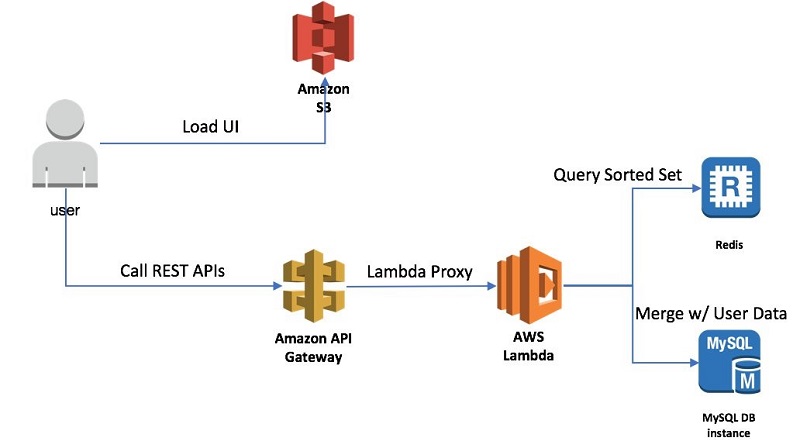 Amazon
S3
Load UI
user
Query Sorted Set
R
Redis
Call REST APIs
Lambda Proxy
Amazon API
Gateway
AWS
Lambda
Merge w/ User Data
MySQL
M
MySQL DB
instance